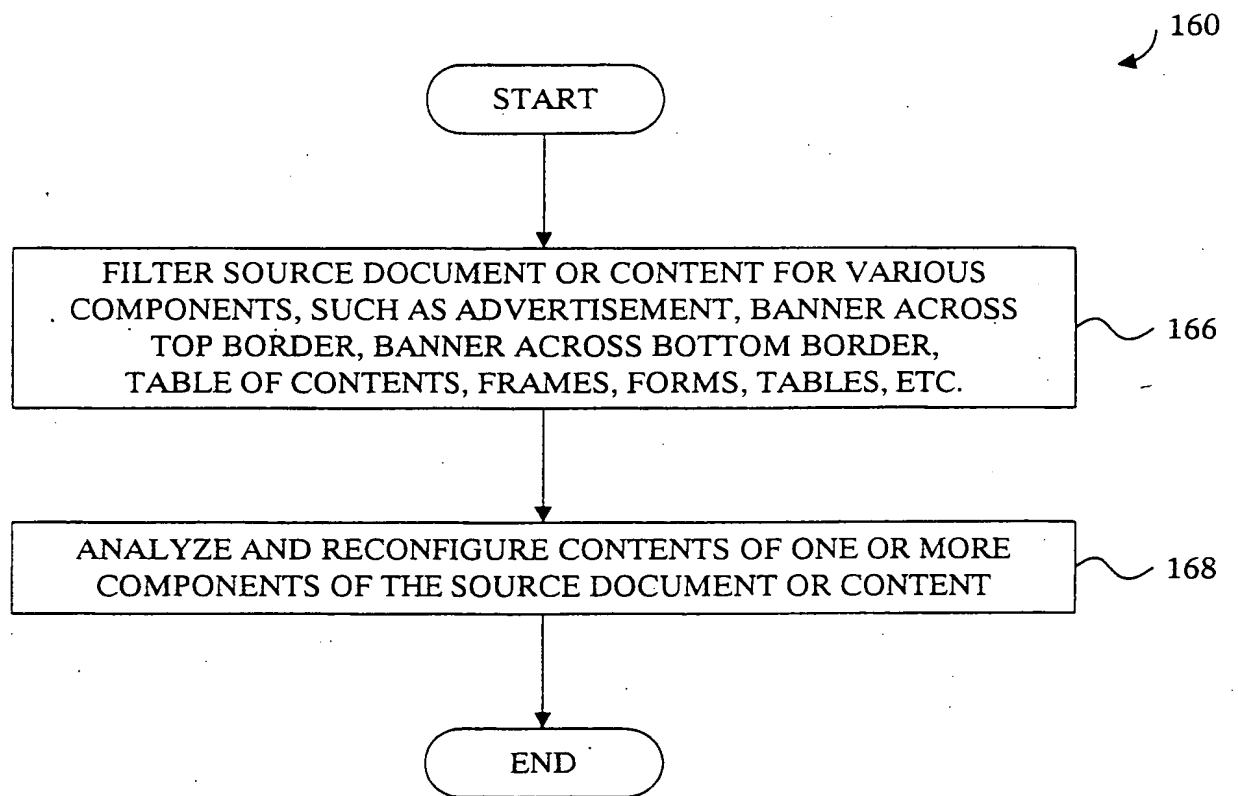 160
START
FILTER SOURCE DOCUMENT OR CONTENT FOR VARIOUS
COMPONENTS, SUCH AS ADVERTISEMENT, BANNER ACROSS
TOP BORDER, BANNER ACROSS BOTTOM BORDER,
TABLE OF CONTENTS, FRAMES, FORMS, TABLES, ETC.
166
ANALYZE AND RECONFIGURE CONTENTS OF ONE OR MORE
COMPONENTS OF THE SOURCE DOCUMENT OR CONTENT
168
END